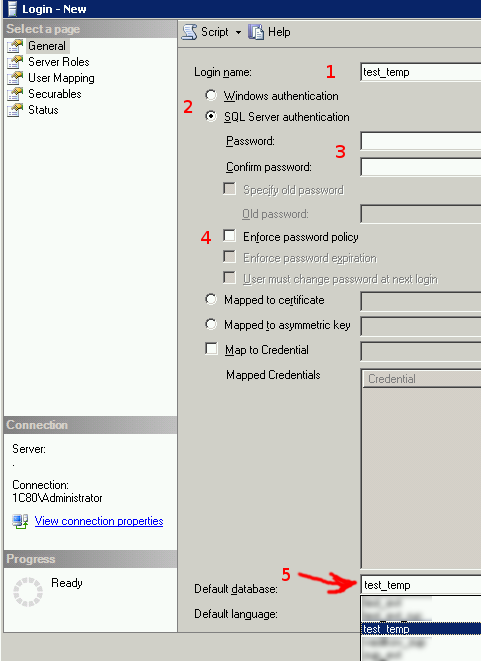 Login - New
Select a page
General
Server Roles
User Mapping
Securables
Status
Script
Help
Login name: 1 test_temp
Windows authentication
2 SQL Server authentication
Password:
3
Confirm password:
Specify old password
Old password:
4 Enforce password policy
Enforce password expiration
User must change password at next login
Mapped to certificate
Mapped to asymmetric key
Map to Credential
Mapped Credentials Credential
Connection
Server:
.
Connection:
1C80\Administrator
View connection properties
Progress
Ready
5
Default database: test_temp
Default language:
test_temp